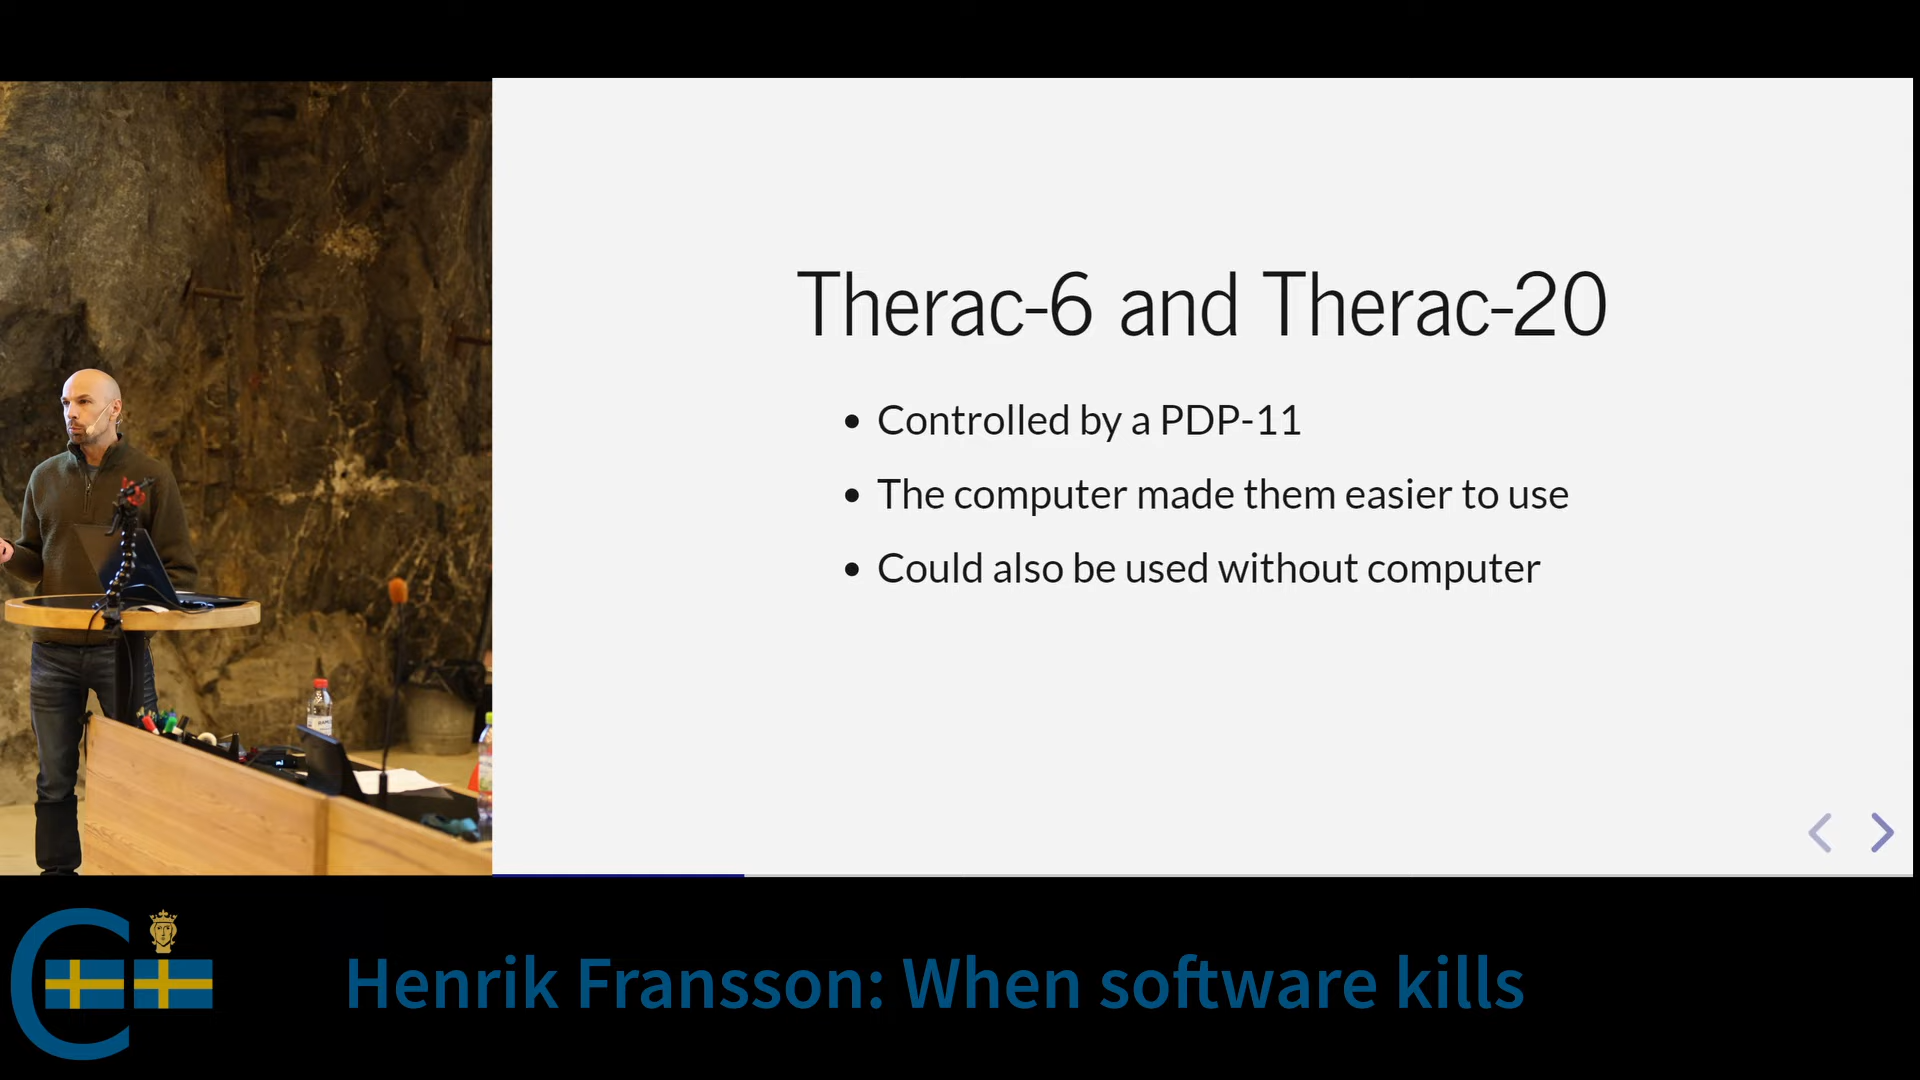 Therac-6 and Therac-20
Controlled by a PDP-11
The computer made them easier to use
Could also be used without computer
Henrik Fransson: When software kills